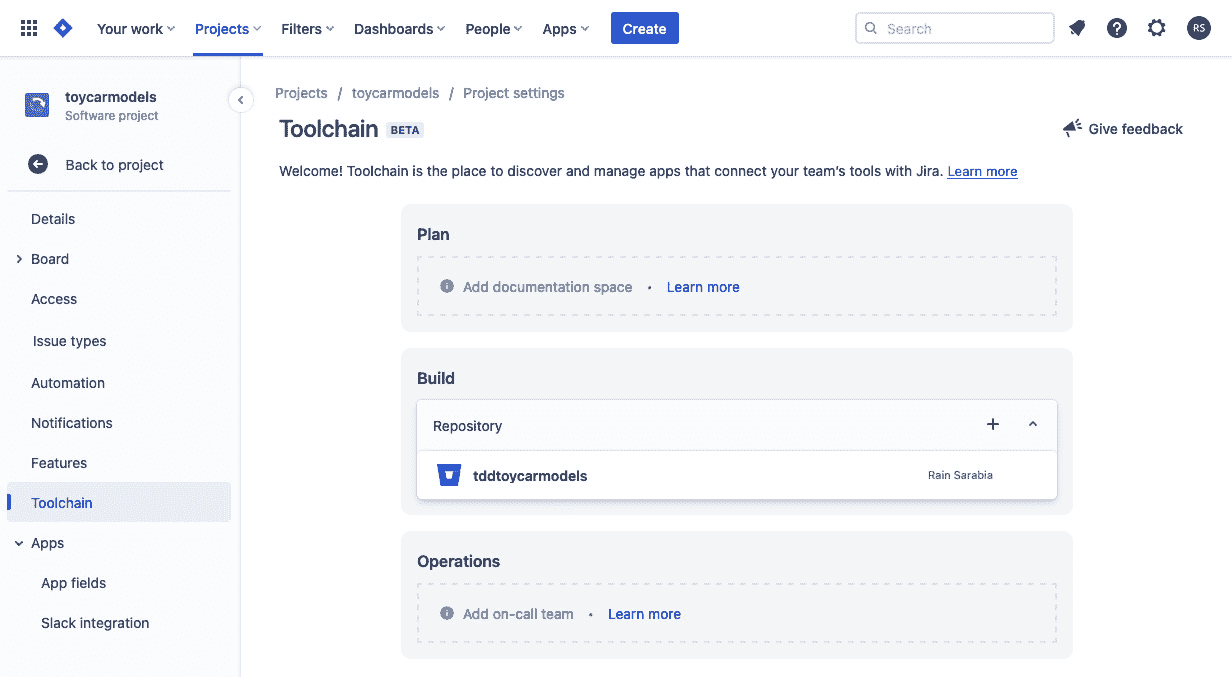 Your work Projects Filters Dashboards People Apps Create Search RS
toycarmodels
Software project
Back to project
Details
Board
Access
Issue types
Automation
Notifications
Features
Toolchain
Apps
App fields
Slack integration
Projects / toycarmodels / Project settings
Toolchain BETA
Give feedback
Welcome! Toolchain is the place to discover and manage apps that connect your team's tools with Jira. Learn more
Plan
Add documentation space • Learn more
Build
Repository
tddtoycarmodels Rain Sarabia
Operations
Add on-call team • Learn more